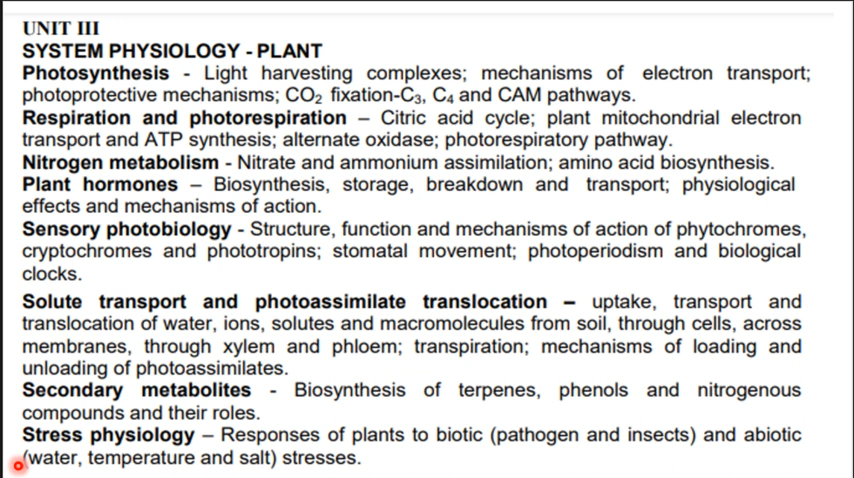 UNIT III
SYSTEM PHYSIOLOGY - PLANT
Photosynthesis - Light harvesting complexes; mechanisms of electron transport;
photoprotective mechanisms; CO₂ fixation-C₃, C₄ and CAM pathways.
Respiration and photorespiration – Citric acid cycle; plant mitochondrial electron
transport and ATP synthesis; alternate oxidase; photorespiratory pathway.
Nitrogen metabolism - Nitrate and ammonium assimilation; amino acid biosynthesis.
Plant hormones – Biosynthesis, storage, breakdown and transport; physiological
effects and mechanisms of action.
Sensory photobiology - Structure, function and mechanisms of action of phytochromes,
cryptochromes and phototropins; stomatal movement; photoperiodism and biological
clocks.
Solute transport and photoassimilate translocation – uptake, transport and
translocation of water, ions, solutes and macromolecules from soil, through cells, across
membranes, through xylem and phloem; transpiration; mechanisms of loading and
unloading of photoassimilates.
Secondary metabolites - Biosynthesis of terpenes, phenols and nitrogenous
compounds and their roles.
Stress physiology – Responses of plants to biotic (pathogen and insects) and abiotic
(water, temperature and salt) stresses.